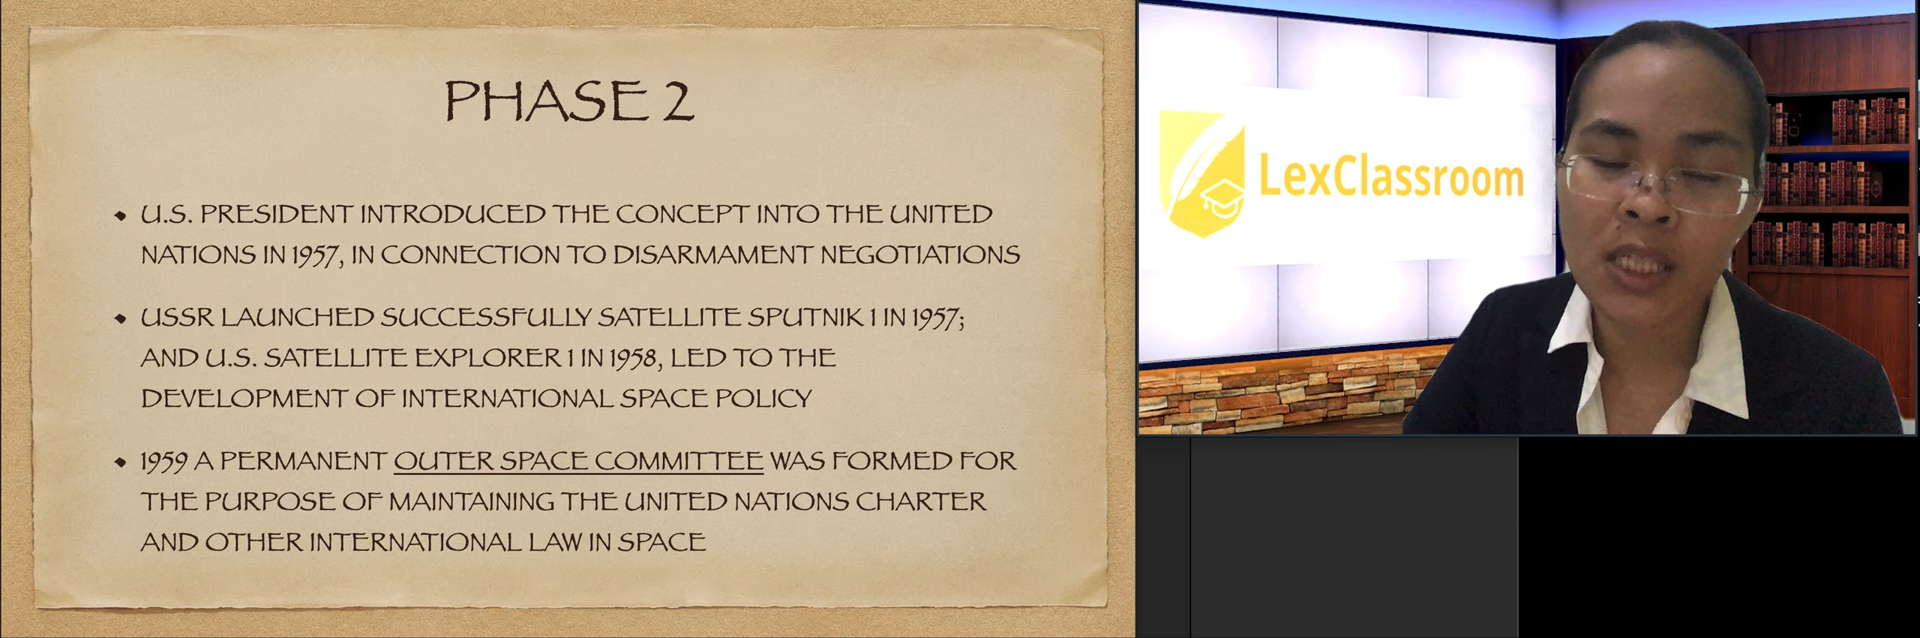 PHASE 2
U.S. PRESIDENT INTRODUCED THE CONCEPT INTO THE UNITED
NATIONS IN 1957, IN CONNECTION TO DISARMAMENT NEGOTIATIONS
USSR LAUNCHED SUCCESSFULLY SATELLITE SPUTNIK 1 IN 1957;
AND U.S. SATELLITE EXPLORER 1 IN 1958, LED TO THE
DEVELOPMENT OF INTERNATIONAL SPACE POLICY
1959 A PERMANENT OUTER SPACE COMMITTEE WAS FORMED FOR
THE PURPOSE OF MAINTAINING THE UNITED NATIONS CHARTER
AND OTHER INTERNATIONAL LAW IN SPACE
LexClassroom